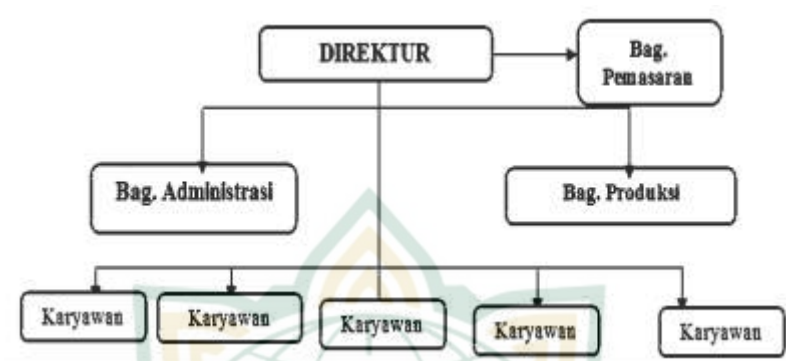 DIREKTUR
Bag.
Pemasaran
Bag. Administrasi
Bag. Produksi
Karyawan
Karyawan
Karyawan
Karyawan
Karyawan